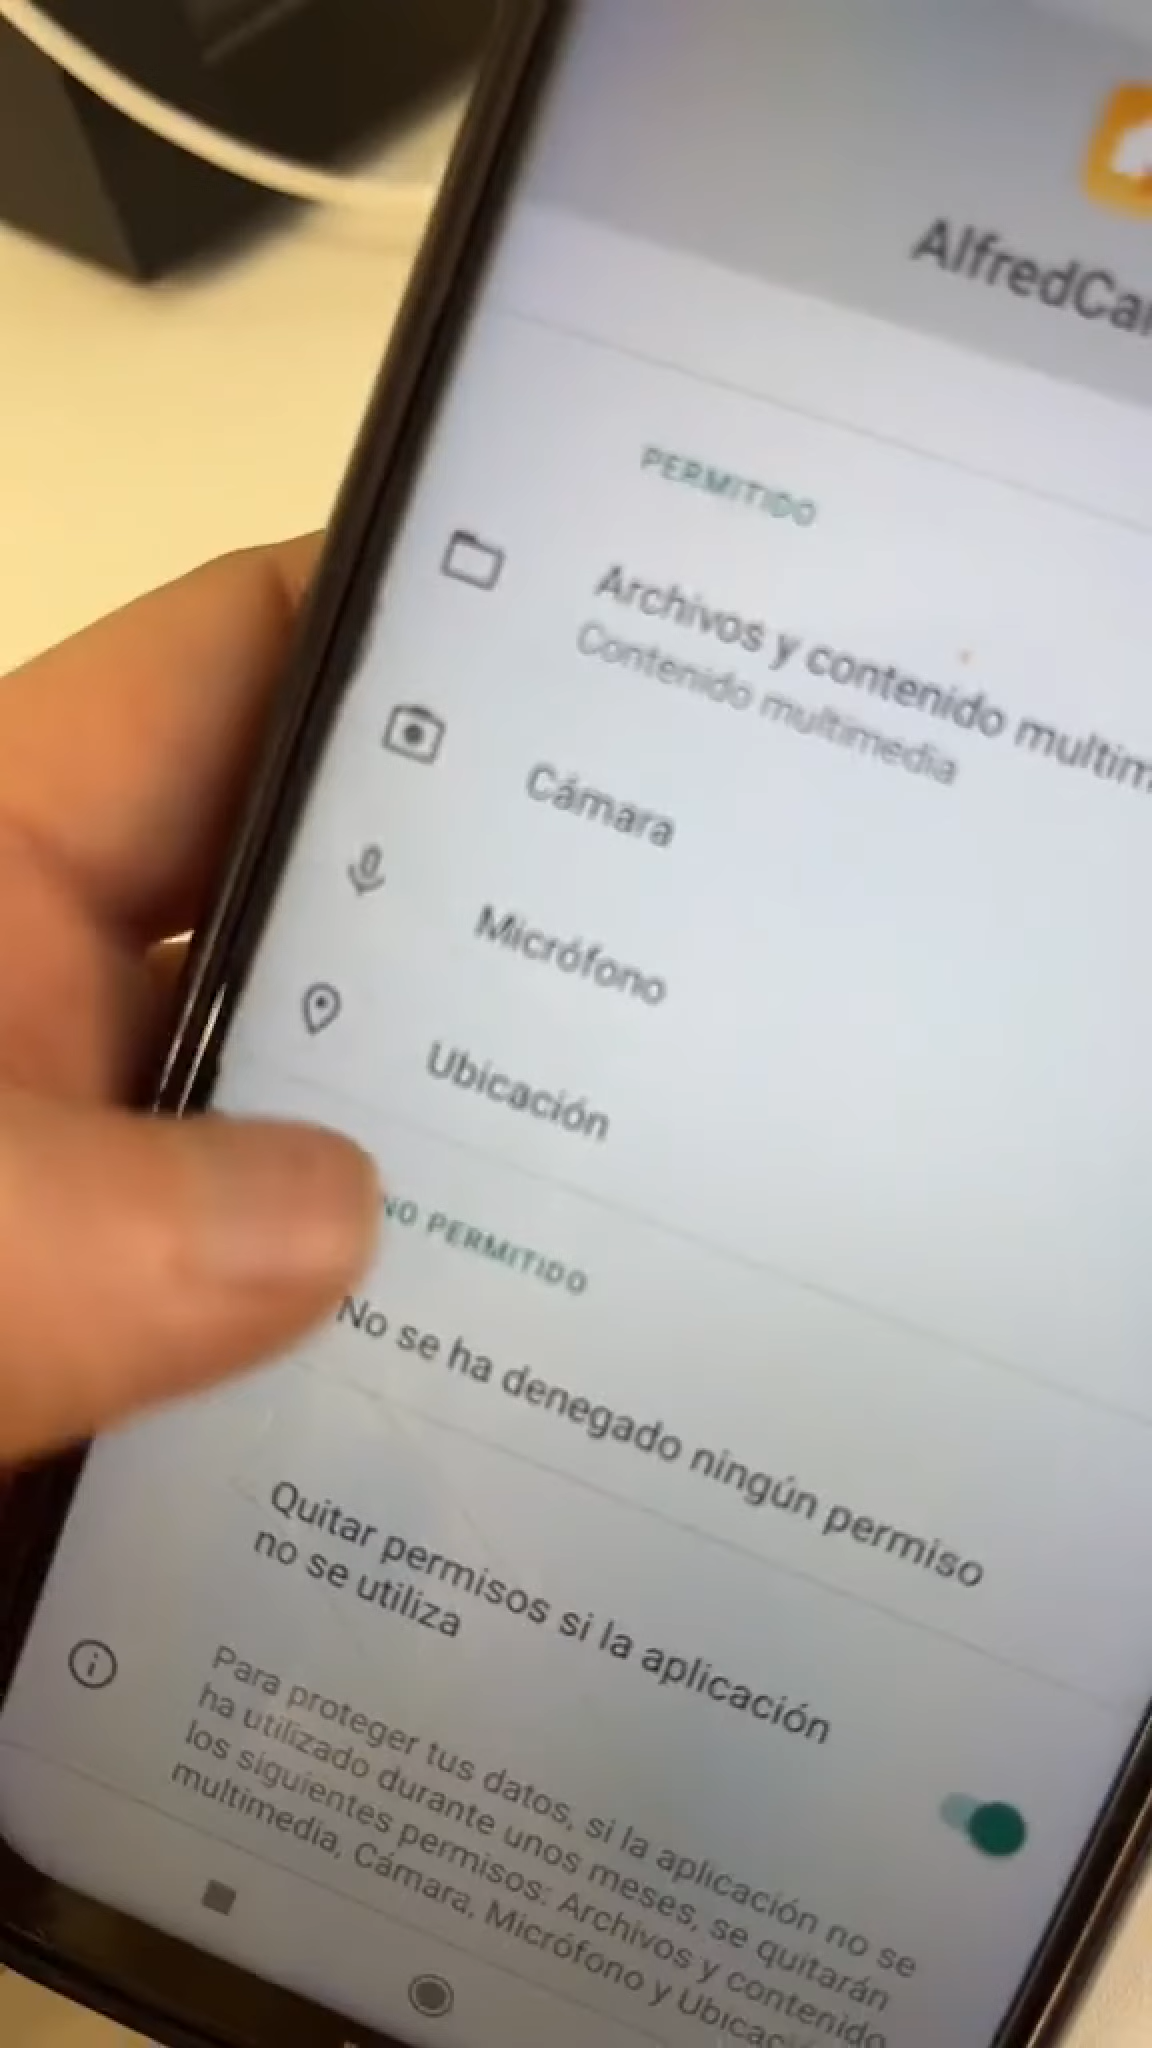 AlfredCa
PERMITIDO
Archivos y contenido multim
Contenido multimedia
Cámara
Micrófono
Ubicación
NO PERMITIDO
No se ha denegado ningún permiso
Quitar permisos si la aplicación
no se utiliza
Para proteger tus datos, si la aplicación no se
ha utilizado durante unos meses, se quitarán
los siguientes permisos: Archivos y contenido
multimedia, Cámara, Micrófono y Ubicaci